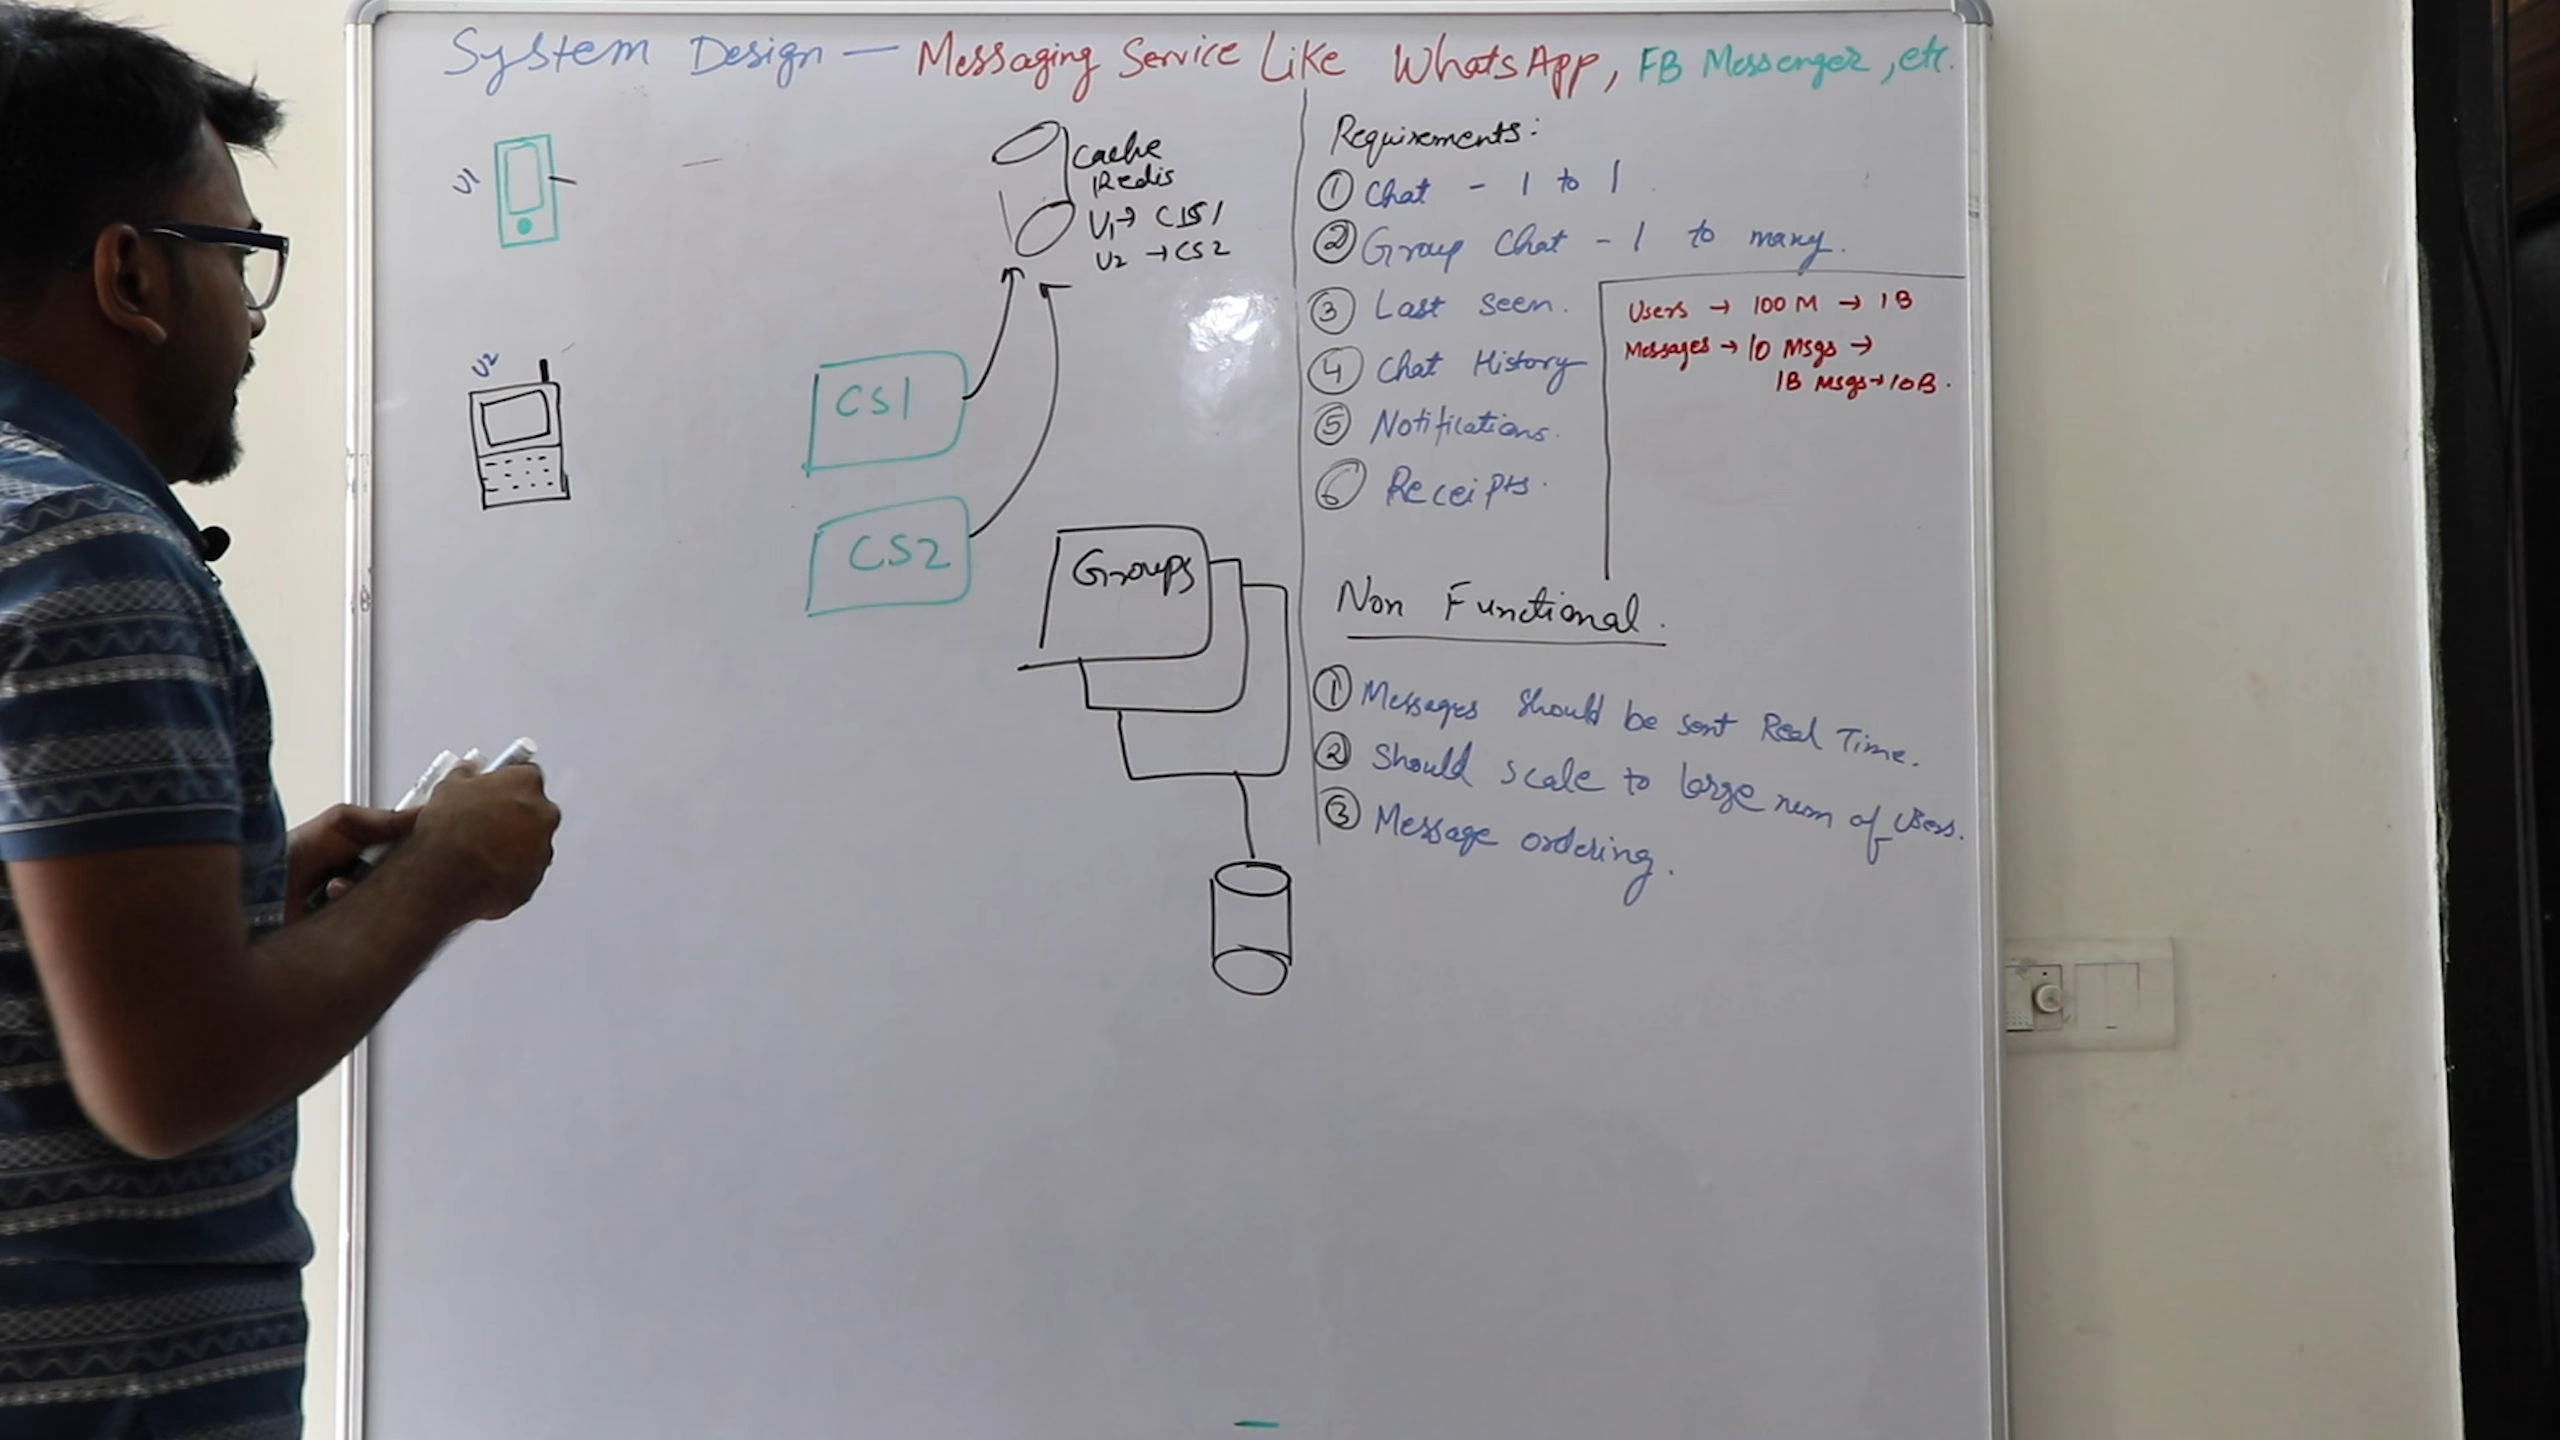 System Design — Messaging Service Like WhatsApp, FB Messenger, etc.
U1
U2
Cache
Redis
U1 → CS1
U2 → CS2
CS1
CS2
Groups
Requirements:
① Chat - 1 to 1
② Group Chat - 1 to many.
③ Last seen.
④ Chat History
⑤ Notifications.
⑥ Receipts.
Users → 100 M → 1B
Messages → 10 Msgs →
1B Msgs → 10B.
Non Functional.
① Messages should be sent Real Time.
② Should scale to large num of users.
③ Message ordering.